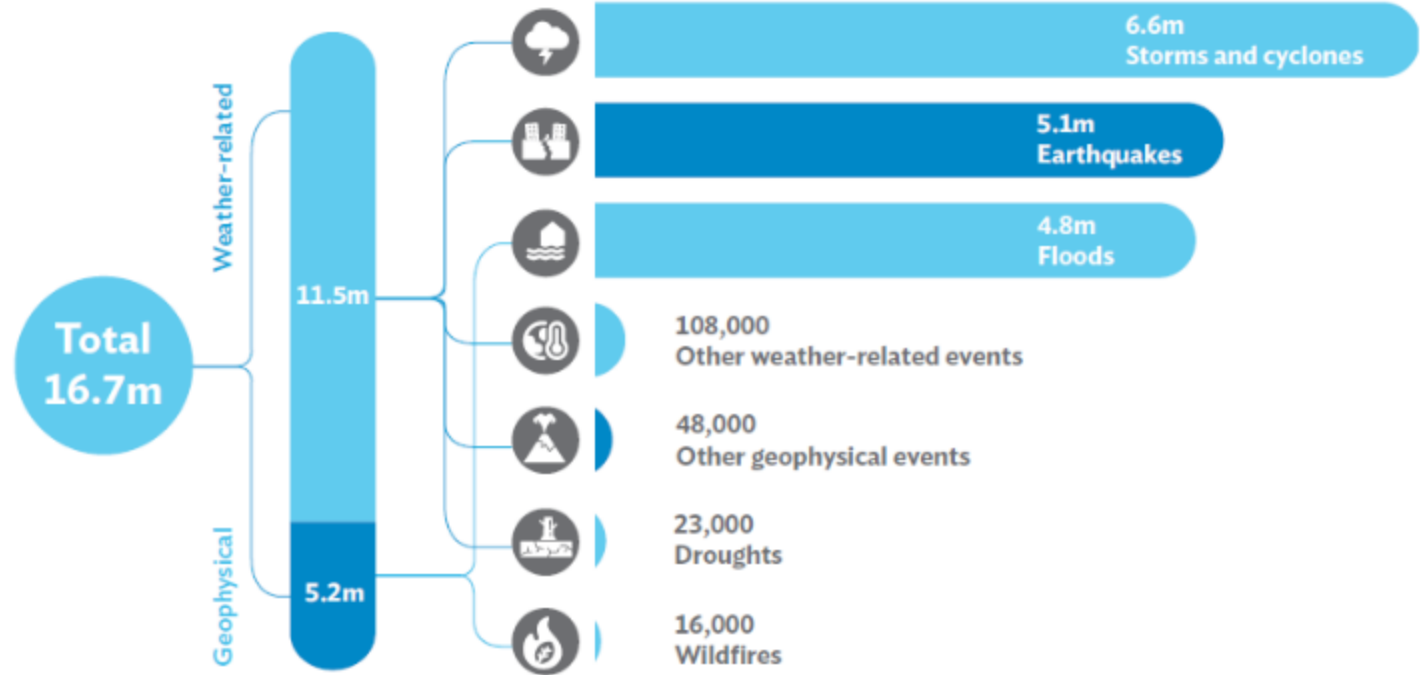 Total
16.7m
Weather-related
Geophysical
11.5m
5.2m
6.6m
Storms and cyclones
5.1m
Earthquakes
4.8m
Floods
108,000
Other weather-related events
48,000
Other geophysical events
23,000
Droughts
16,000
Wildfires